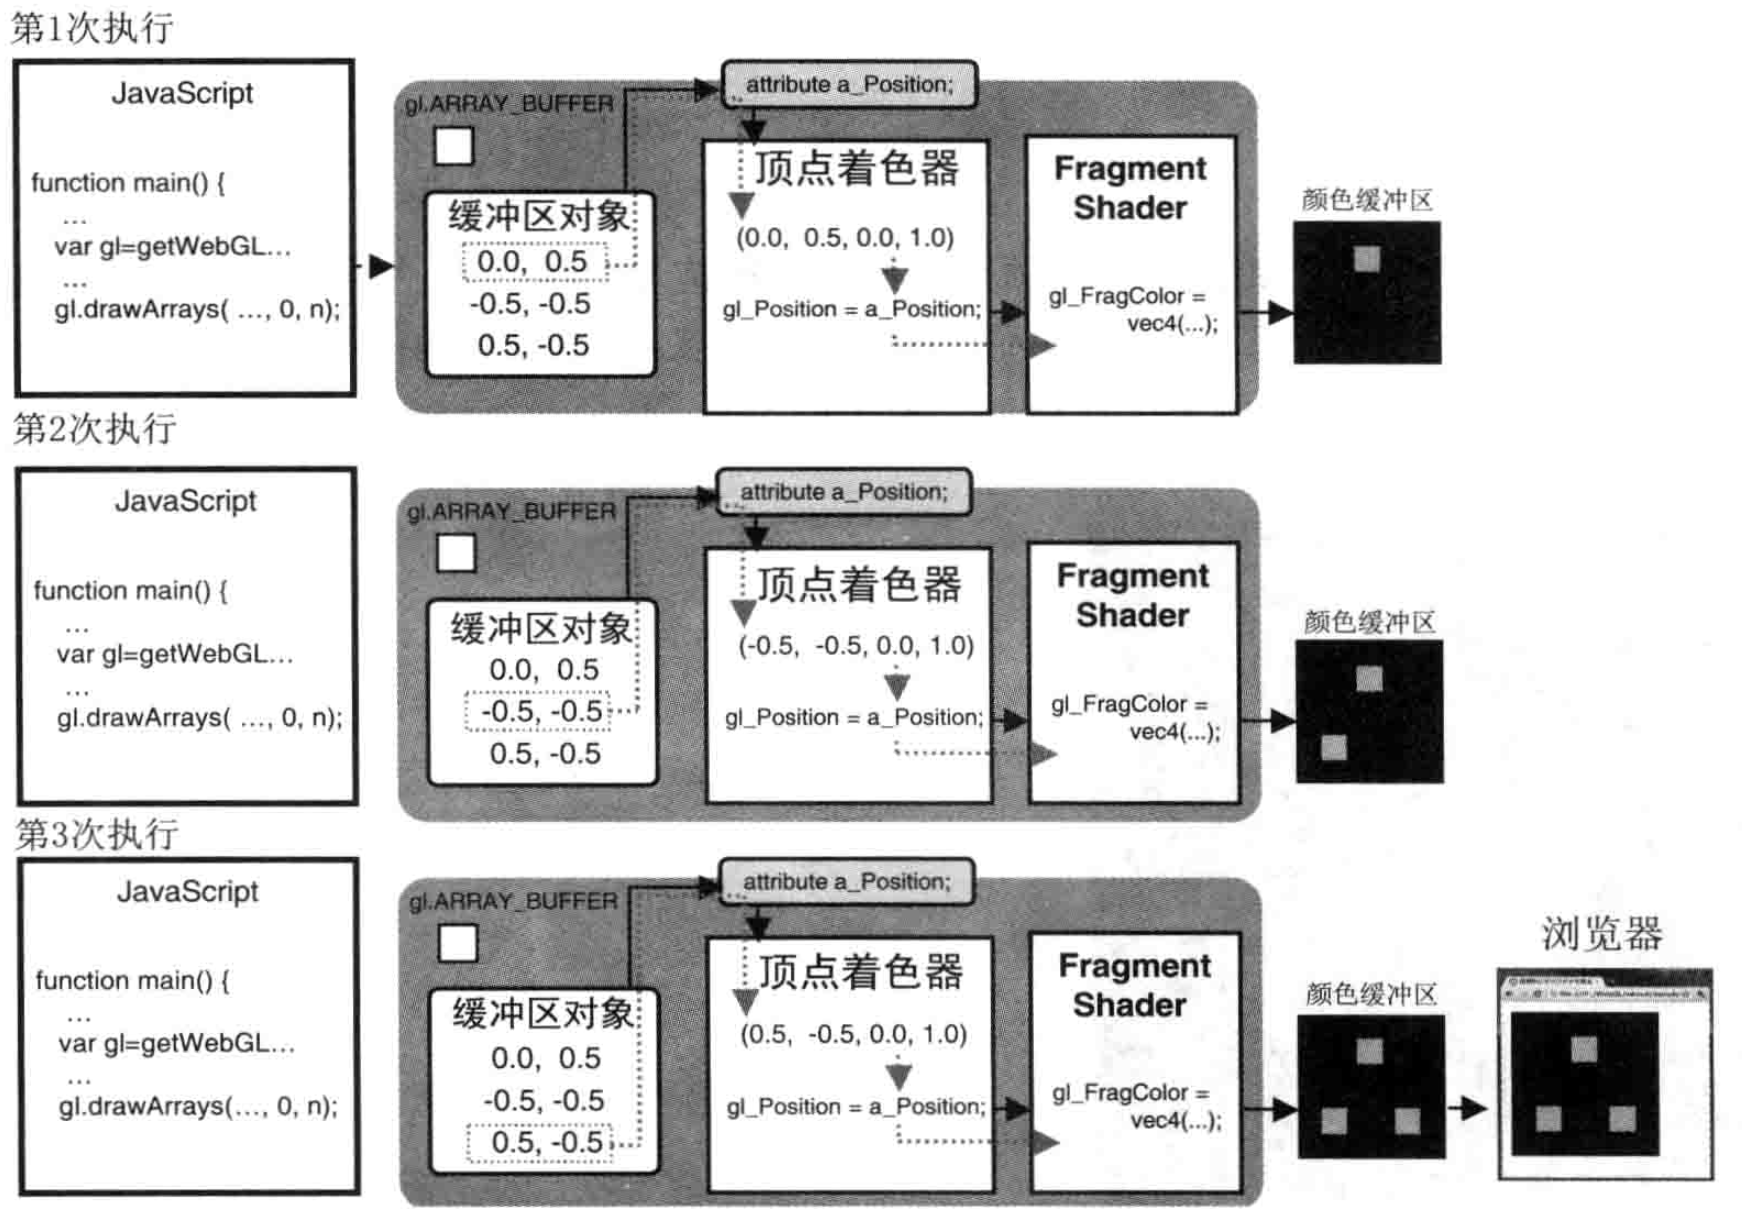 第1次执行
JavaScript
function main() {
...
var gl=getWebGL...
...
gl.drawArrays( ..., 0, n);
gl.ARRAY_BUFFER
缓冲区对象
0.0, 0.5
-0.5, -0.5
0.5, -0.5
attribute a_Position;
顶点着色器
(0.0, 0.5, 0.0, 1.0)
gl_Position = a_Position;
Fragment
Shader
gl_FragColor =
vec4(...);
颜色缓冲区
第2次执行
JavaScript
function main() {
...
var gl=getWebGL...
...
gl.drawArrays( ..., 0, n);
gl.ARRAY_BUFFER
缓冲区对象
0.0, 0.5
-0.5, -0.5
0.5, -0.5
attribute a_Position;
顶点着色器
(-0.5, -0.5, 0.0, 1.0)
gl_Position = a_Position;
Fragment
Shader
gl_FragColor =
vec4(...);
颜色缓冲区
第3次执行
JavaScript
function main() {
...
var gl=getWebGL...
...
gl.drawArrays(..., 0, n);
gl.ARRAY_BUFFER
缓冲区对象
0.0, 0.5
-0.5, -0.5
0.5, -0.5
attribute a_Position;
顶点着色器
(0.5, -0.5, 0.0, 1.0)
gl_Position = a_Position;
Fragment
Shader
gl_FragColor =
vec4(...);
颜色缓冲区
浏览器